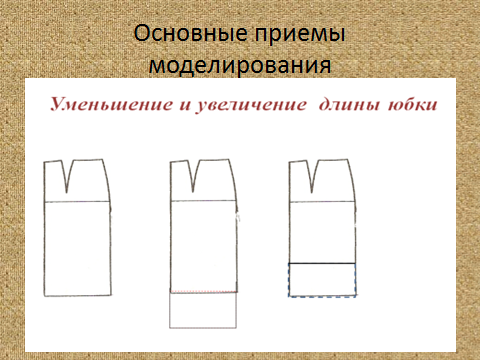 Основные приемы
моделирования
Уменьшение и увеличение длины юбки